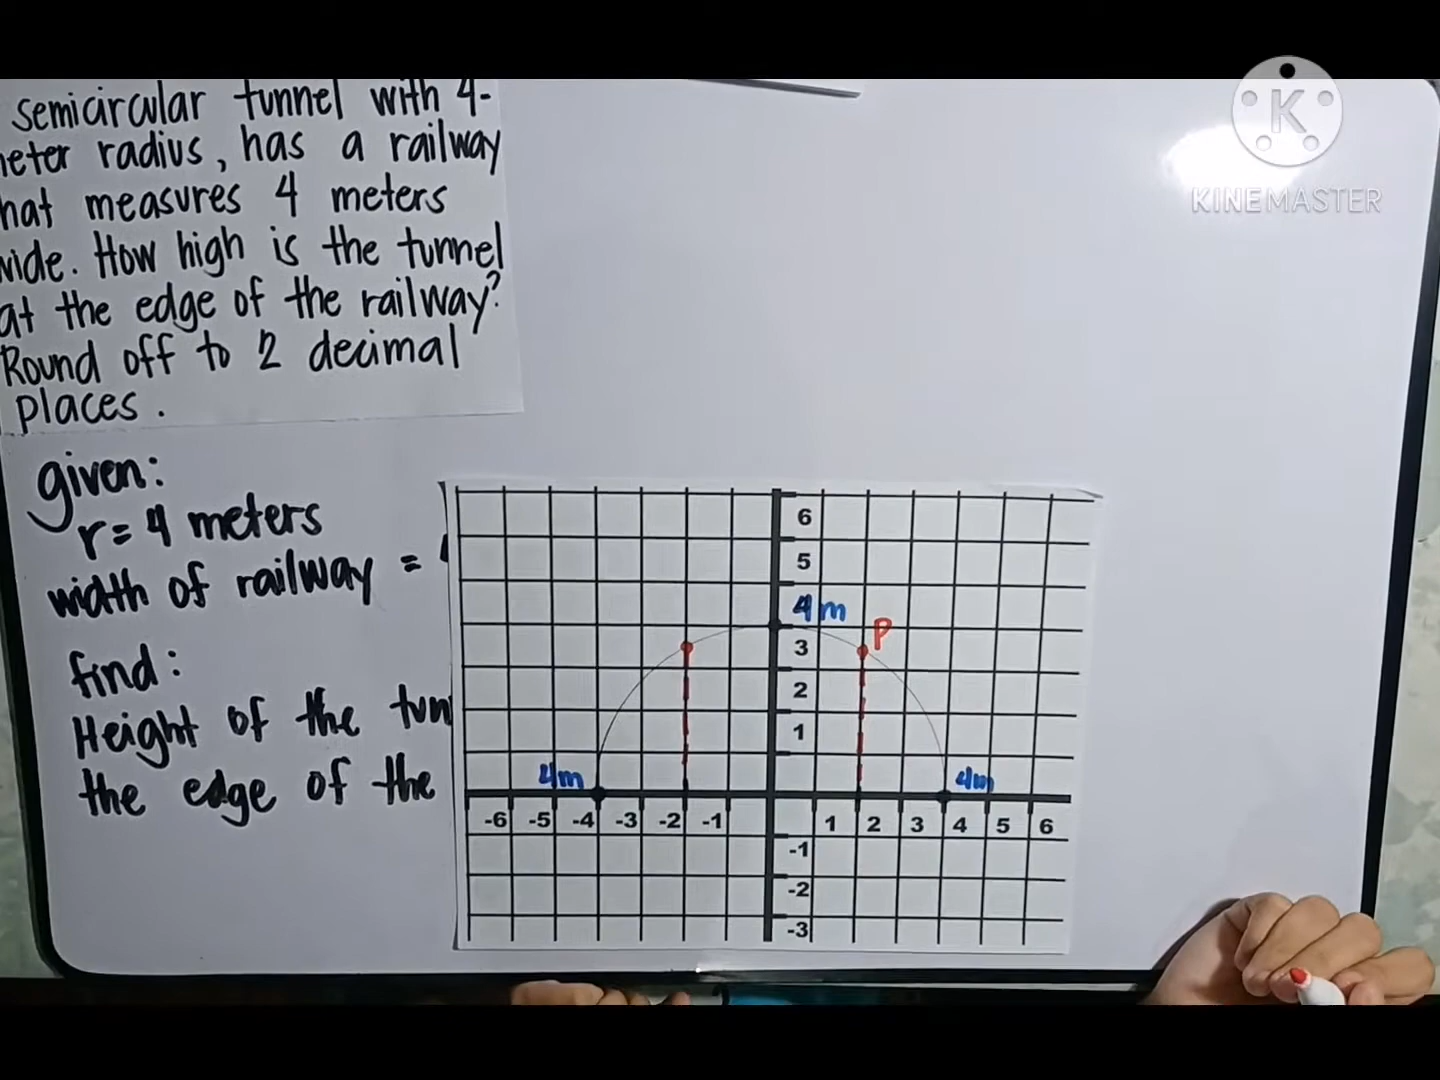 semicircular tunnel with 4-
eter radius, has a railway
hat measures 4 meters
wide. How high is the tunnel
at the edge of the railway?
Round off to 2 decimal
places.
given:
r = 4 meters
width of railway =
find:
Height of the tun
the edge of the
6
5
4m
P
3
2
1
4m
4m
-6 -5 -4 -3 -2 -1 1 2 3 4 5 6
-1
-2
-3
K
KINEMASTER